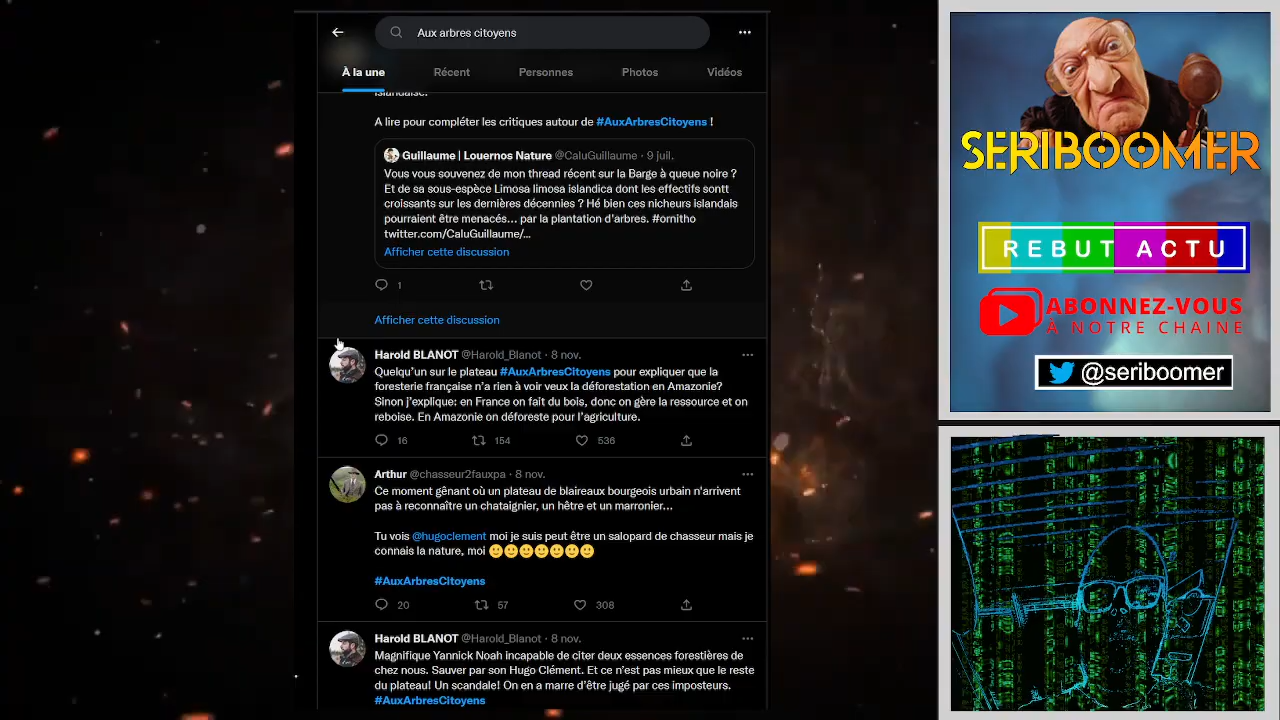 Aux arbres citoyens
À la une
Récent
Personnes
Photos
Vidéos
islandaise.
A lire pour compléter les critiques autour de #AuxArbresCitoyens !
Guillaume | Louernos Nature @CaluGuillaume · 9 juil.
Vous vous souvevez de mon thread récent sur la Barge à queue noire ?
Et de sa sous-espèce Limosa limosa islandica dont les effectifs sontt
croissants sur les dernières décennies ? Hé bien ces nicheurs islandais
pourraient être menacés... par la plantation d'arbres. #ornitho
twitter.com/CaluGuillaume/...
Afficher cette discussion
1
Afficher cette discussion
Harold BLANOT @Harold_Blanot · 8 nov.
Quelqu'un sur le plateau #AuxArbresCitoyens pour expliquer que la
foresterie française n'a rien à voir veux la déforestation en Amazonie?
Sinon j'explique: en France on fait du bois, donc on gère la ressource et on
reboise. En Amazonie on déforeste pour l'agriculture.
16 154 536
Arthur @chasseur2fauxpa · 8 nov.
Ce moment gênant où un plateau de blaireaux bourgeois urbain n'arrivent
pas à reconnaître un chataignier, un hêtre et un marronier...
Tu vois @hugoclement moi je suis peut être un salopard de chasseur mais je
connais la nature, moi
#AuxArbresCItoyens
20 57 308
Harold BLANOT @Harold_Blanot · 8 nov.
Magnifique Yannick Noah incapable de citer deux essences forestières de
chez nous. Sauver par son Hugo Clément. Et ce n'est pas mieux que le reste
du plateau! Un scandale! On en a marre d'être jugé par ces imposteurs.
#AuxArbresCitoyens
SERIBOOMER
REBUT ACTU
ABONNEZ-VOUS
À NOTRE CHAINE
@seriboomer